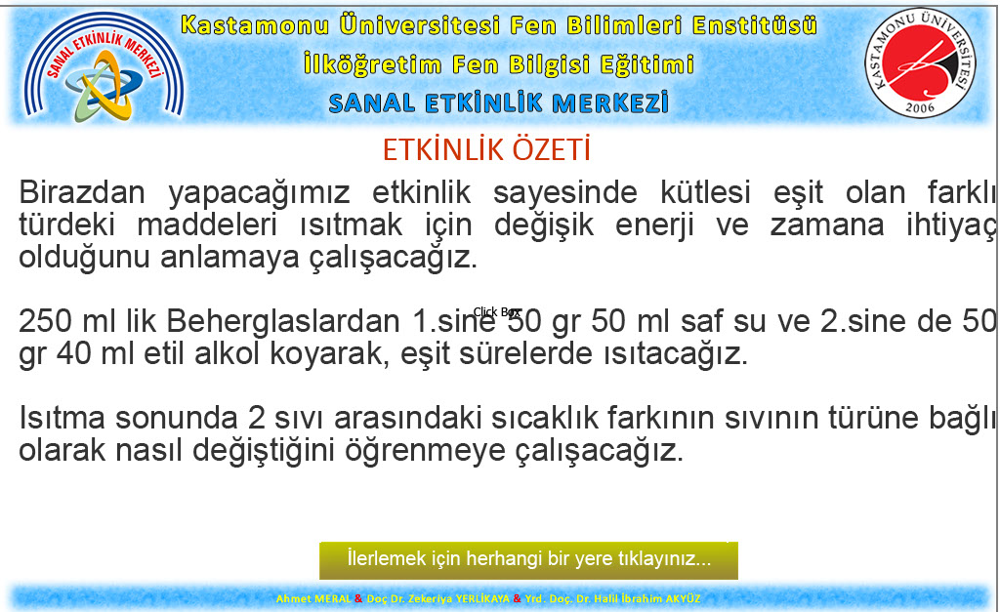 Kastamonu Üniversitesi Fen Bilimleri Enstitüsü
İlköğretim Fen Bilgisi Eğitimi
SANAL ETKİNLİK MERKEZİ
SANAL ETKİNLİK MERKEZİ
KASTAMONU ÜNİVERSİTESİ
2006
ETKİNLİK ÖZETİ
Birazdan yapacağımız etkinlik sayesinde kütlesi eşit olan farklı
türdeki maddeleri ısıtmak için değişik enerji ve zamana ihtiyaç
olduğunu anlamaya çalışacağız.
Click Box
250 ml lik Beherglaslardan 1.sine 50 gr 50 ml saf su ve 2.sine de 50
gr 40 ml etil alkol koyarak, eşit sürelerde ısıtacağız.
Isıtma sonunda 2 sıvı arasındaki sıcaklık farkının sıvının türüne bağlı
olarak nasıl değiştiğini öğrenmeye çalışacağız.
İlerlemek için herhangi bir yere tıklayınız...
Ahmet MERAL & Doç Dr. Zekeriya YERLİKAYA & Yrd. Doç. Dr. Halil İbrahim AKYÜZ